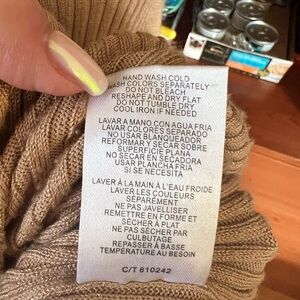 HAND WASH COLD
WASH COLORS SEPARATELY
DO NOT BLEACH
RESHAPE AND DRY FLAT
DO NOT TUMBLE DRY
COOL IRON IF NEEDED
LAVAR A MANO CON AGUA FRIA
LAVAR COLORES SEPARADO
NO USAR BLANQUEADOR
REFORMAR Y SECAR SOBRE
SUPERFICIE PLANA
NO SECAR EN SECADORA
USAR PLANCHA FRIA
SI SE NECESITA
LAVER À LA MAIN À L'EAU FROIDE
LAVER LES COULEURS
SÉPARÉMENT
NE PAS JAVELLISER
REMETTRE EN FORME ET
SÉCHER À PLAT
NE PAS SÉCHER PAR
CULBUTAGE
REPASSER À BASSE
TEMPÉRATURE AU BESOIN
C/T 610242